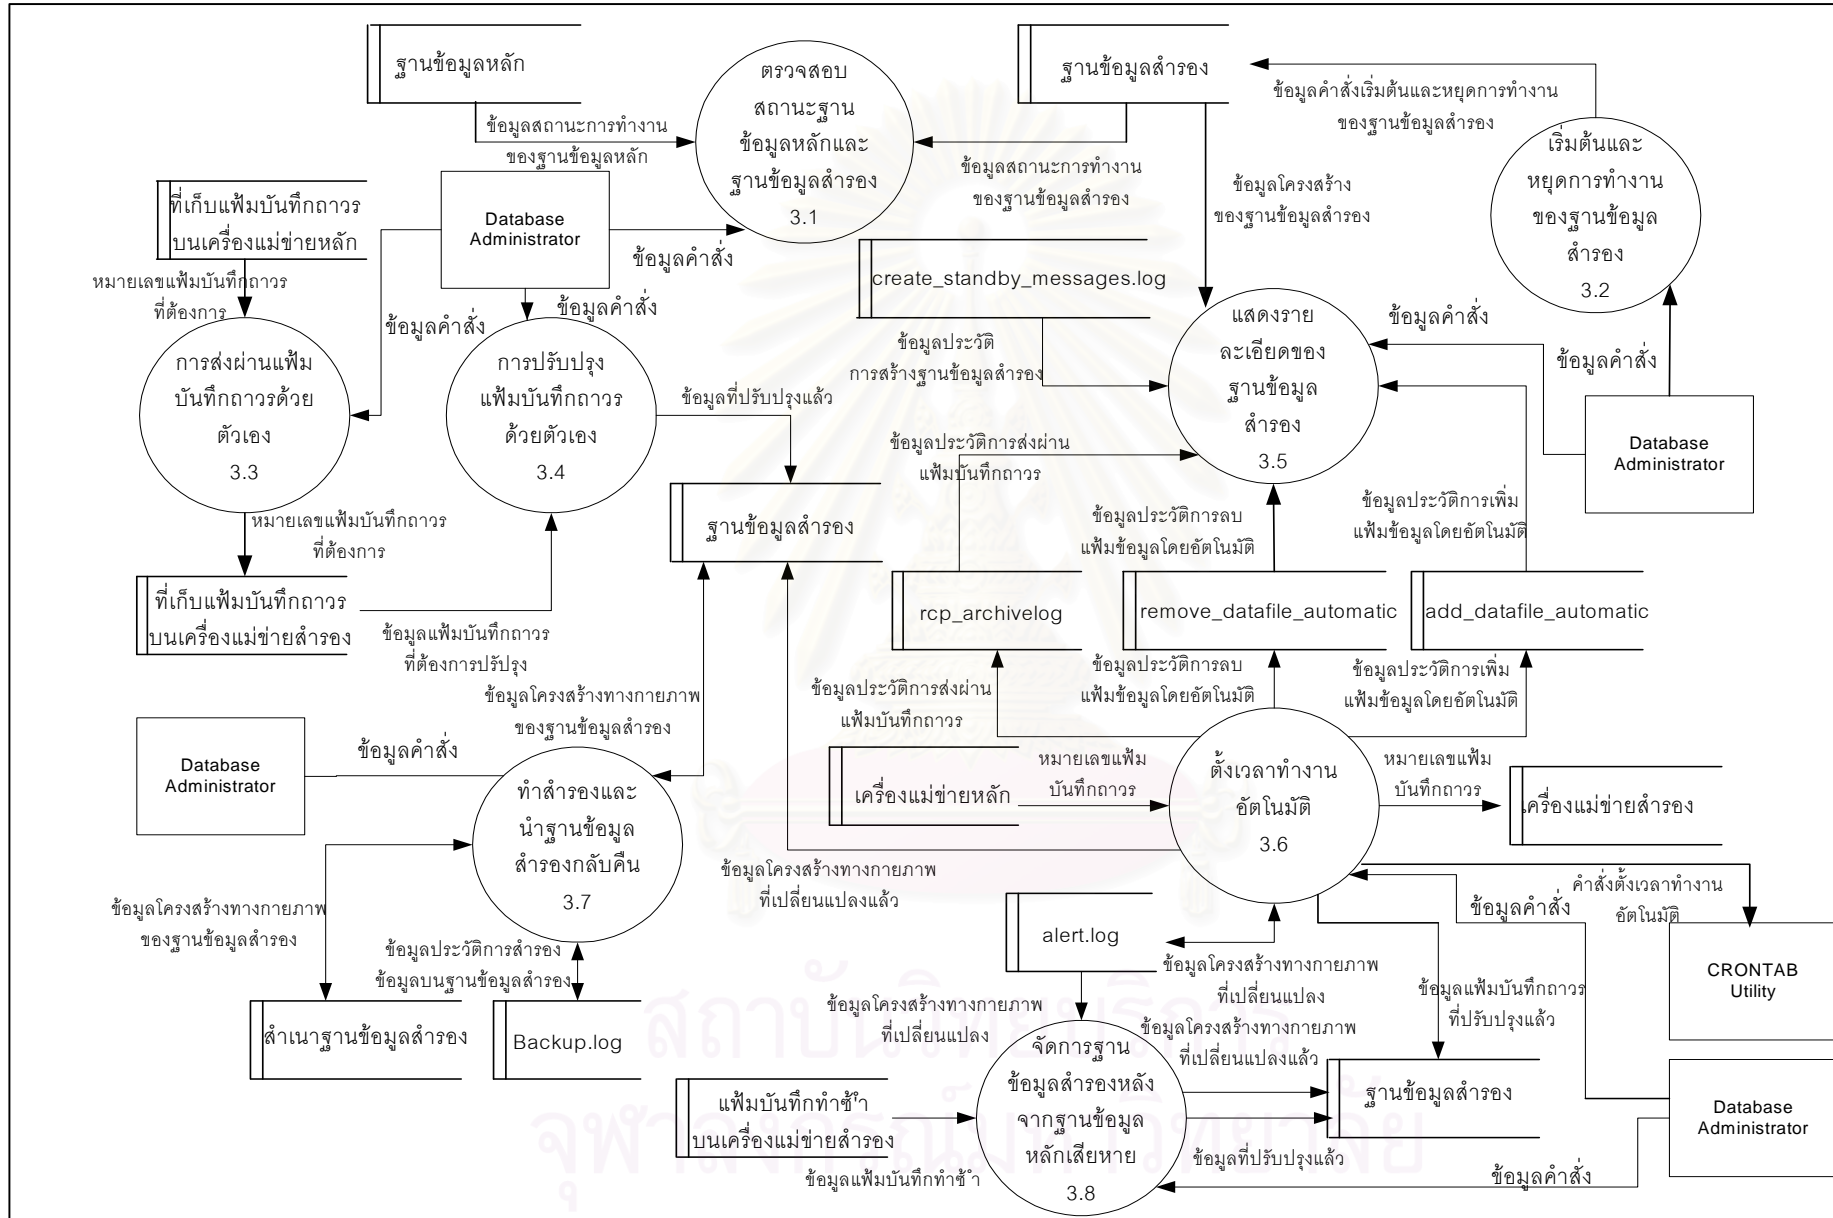 ฐานข้อมูลหลัก
ตรวจสอบ
สถานะฐาน
ข้อมูลหลักและ
ฐานข้อมูลสำรอง
3.1
ฐานข้อมูลสำรอง
ข้อมูลคำสั่งเริ่มต้นและหยุดการทำงาน
ของฐานข้อมูลสำรอง
ข้อมูลสถานะการทำงาน
ของฐานข้อมูลหลัก
ข้อมูลสถานะการทำงาน
ของฐานข้อมูลสำรอง
ข้อมูลโครงสร้าง
ของฐานข้อมูลสำรอง
เริ่มต้นและ
หยุดการทำงาน
ของฐานข้อมูล
สำรอง
3.2
ที่เก็บแฟ้มบันทึกถาวร
บนเครื่องแม่ข่ายหลัก
Database
Administrator
ข้อมูลคำสั่ง
หมายเลขแฟ้มบันทึกถาวร
ที่ต้องการ
ข้อมูลคำสั่ง
ข้อมูลคำสั่ง
create_standby_messages.log
ข้อมูลประวัติ
การสร้างฐานข้อมูลสำรอง
แสดงราย
ละเอียดของ
ฐานข้อมูล
สำรอง
3.5
ข้อมูลคำสั่ง
ข้อมูลคำสั่ง
การส่งผ่านแฟ้ม
บันทึกถาวรด้วย
ตัวเอง
3.3
การปรับปรุง
แฟ้มบันทึกถาวร
ด้วยตัวเอง
3.4
ข้อมูลที่ปรับปรุงแล้ว
Database
Administrator
ข้อมูลประวัติการส่งผ่าน
แฟ้มบันทึกถาวร
หมายเลขแฟ้มบันทึกถาวร
ที่ต้องการ
ฐานข้อมูลสำรอง
ข้อมูลประวัติการลบ
แฟ้มข้อมูลโดยอัตโนมัติ
ข้อมูลประวัติการเพิ่ม
แฟ้มข้อมูลโดยอัตโนมัติ
ที่เก็บแฟ้มบันทึกถาวร
บนเครื่องแม่ข่ายสำรอง
ข้อมูลแฟ้มบันทึกถาวร
ที่ต้องการปรับปรุง
rcp_archivelog
remove_datafile_automatic
add_datafile_automatic
ข้อมูลโครงสร้างทางกายภาพ
ของฐานข้อมูลสำรอง
ข้อมูลประวัติการส่งผ่าน
แฟ้มบันทึกถาวร
ข้อมูลประวัติการลบ
แฟ้มข้อมูลโดยอัตโนมัติ
ข้อมูลประวัติการเพิ่ม
แฟ้มข้อมูลโดยอัตโนมัติ
Database
Administrator
ข้อมูลคำสั่ง
ทำสำรองและ
นำฐานข้อมูล
สำรองกลับคืน
3.7
เครื่องแม่ข่ายหลัก
หมายเลขแฟ้ม
บันทึกถาวร
ตั้งเวลาทำงาน
อัตโนมัติ
3.6
หมายเลขแฟ้ม
บันทึกถาวร
เครื่องแม่ข่ายสำรอง
ข้อมูลโครงสร้างทางกายภาพ
ที่เปลี่ยนแปลงแล้ว
คำสั่งตั้งเวลาทำงาน
อัตโนมัติ
ข้อมูลคำสั่ง
ข้อมูลโครงสร้างทางกายภาพ
ของฐานข้อมูลสำรอง
ข้อมูลประวัติการสำรอง
ข้อมูลบนฐานข้อมูลสำรอง
alert.log
ข้อมูลโครงสร้างทางกายภาพ
ที่เปลี่ยนแปลง
ข้อมูลแฟ้มบันทึกถาวร
ที่ปรับปรุงแล้ว
CRONTAB
Utility
สำเนาฐานข้อมูลสำรอง
Backup.log
ข้อมูลโครงสร้างทางกายภาพ
ที่เปลี่ยนแปลง
ข้อมูลโครงสร้างทางกายภาพ
ที่เปลี่ยนแปลงแล้ว
จัดการฐาน
ข้อมูลสำรองหลัง
จากฐานข้อมูล
หลักเสียหาย
3.8
แฟ้มบันทึกทำซ้ำ
บนเครื่องแม่ข่ายสำรอง
ข้อมูลแฟ้มบันทึกทำซ้ำ
ฐานข้อมูลสำรอง
ข้อมูลที่ปรับปรุงแล้ว
ข้อมูลคำสั่ง
Database
Administrator
สถาบันวิทยบริการ
จุฬาลงกรณ์มหาวิทยาลัย